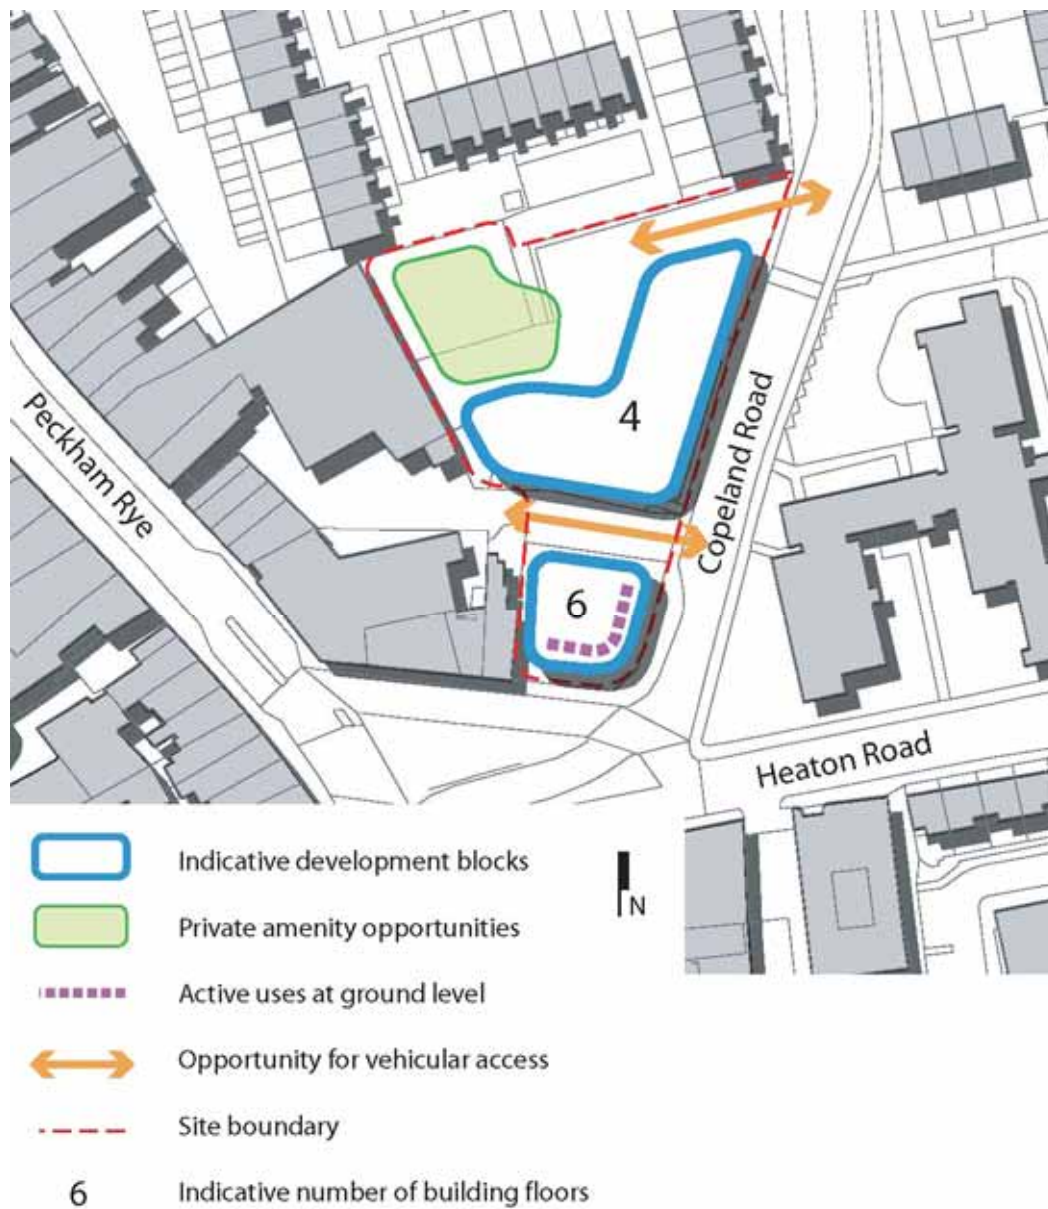 4
Copeland Road
Peckham Rye
6
Heaton Road
Indicative development blocks
N
Private amenity opportunities
Active uses at ground level
Opportunity for vehicular access
Site boundary
6 Indicative number of building floors